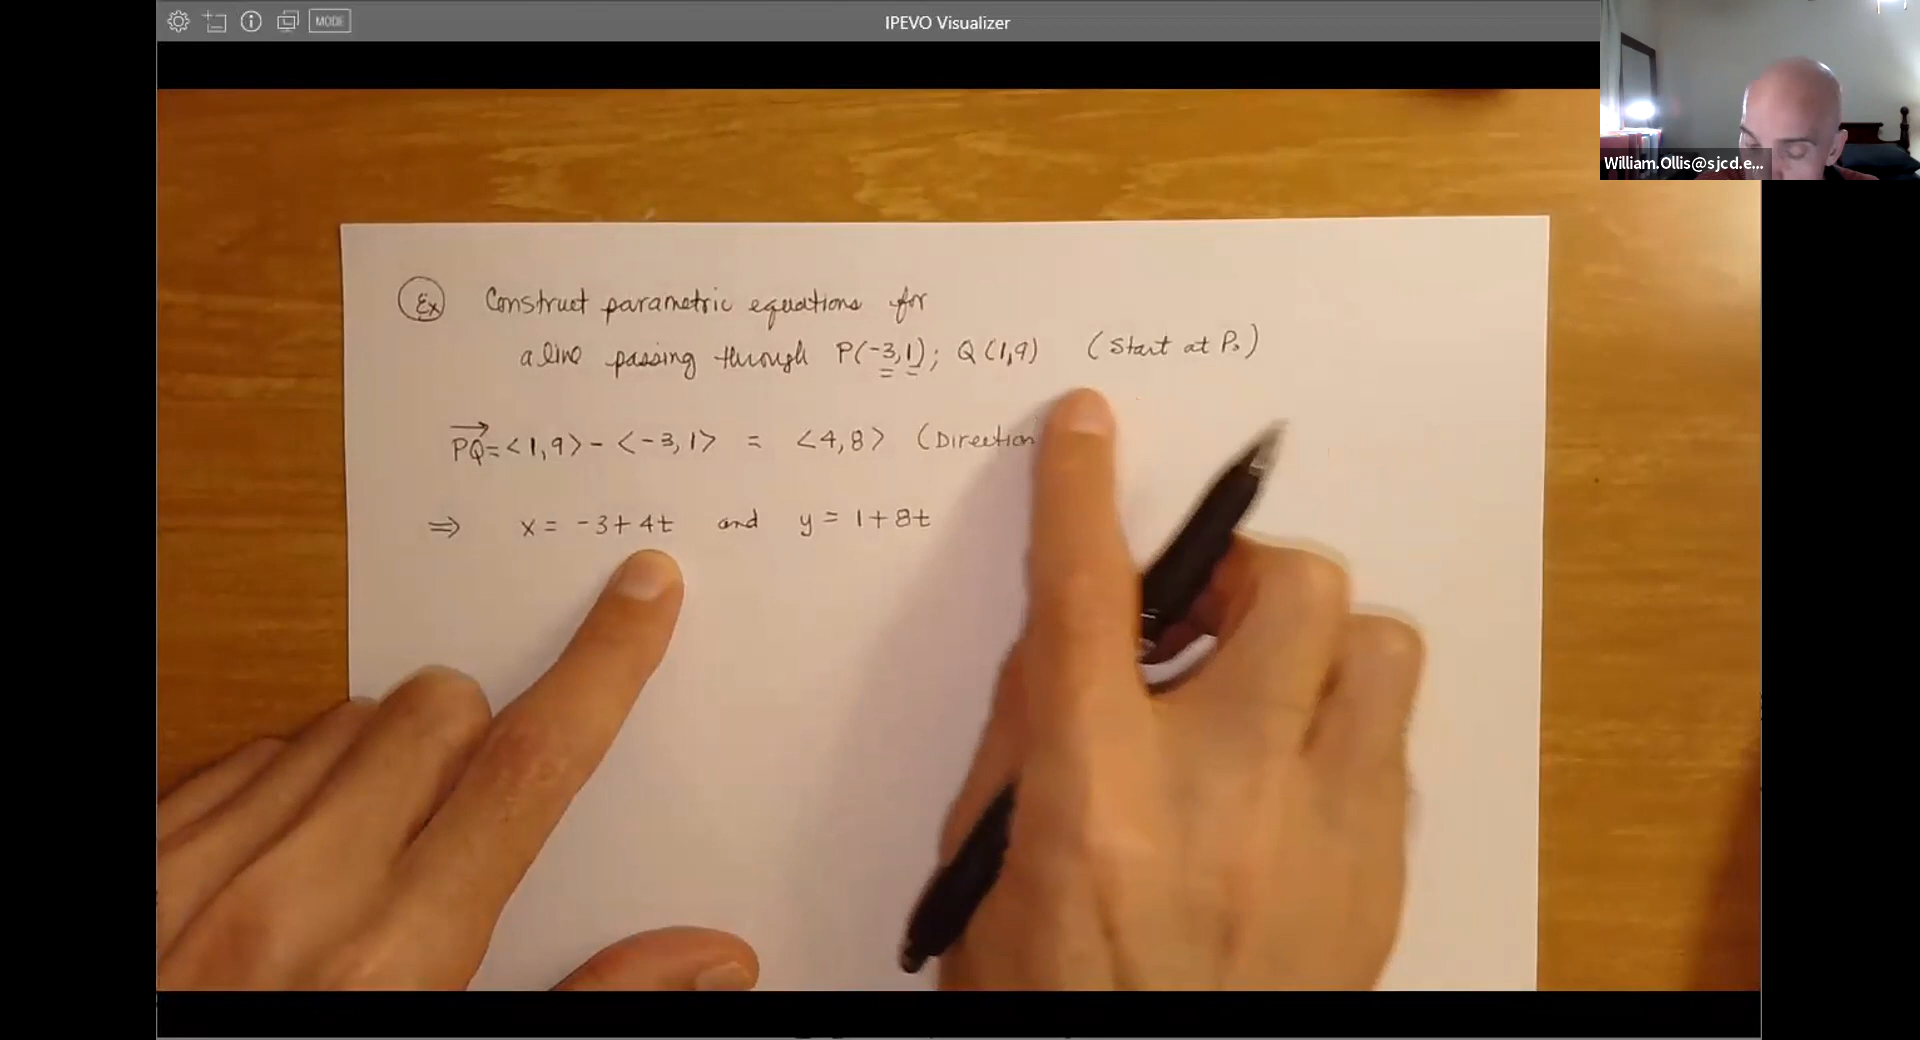 MODE
IPEVO Visualizer
William.Ollis@sjcd.e...
Ex Construct parametric equations for
a line passing through P(-3,1); Q(1,9) (Start at P.)
PQ = <1,9> - <-3,1> = <4,8> (Direction
⇒ x = -3+4t and y = 1+8t